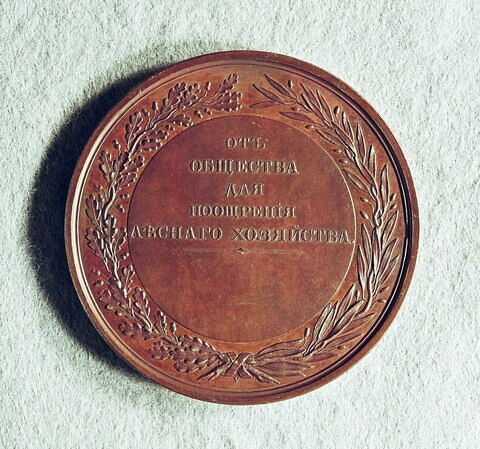 ОТЪ
ОБЩЕСТВА
ДЛЯ
ПООЩРЕНІЯ
ЛѢСНАГО ХОЗЯЙСТВА.